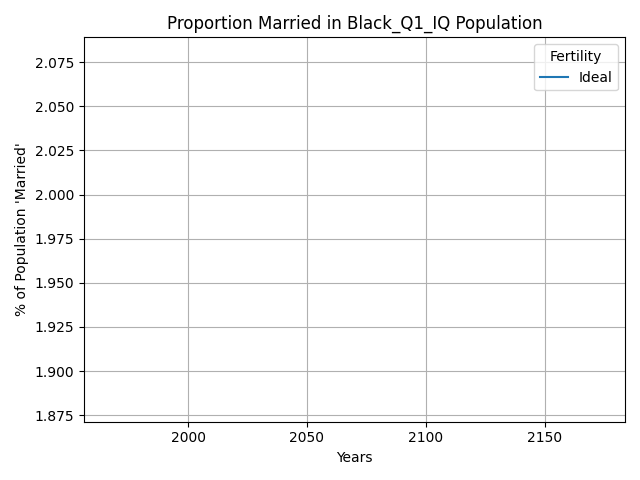 Proportion Married in Black_Q1_IQ Population
Fertility
Ideal
2.075
2.050
2.025
2.000
1.975
1.950
1.925
1.900
1.875
% of Population 'Married'
2000 2050 2100 2150
Years